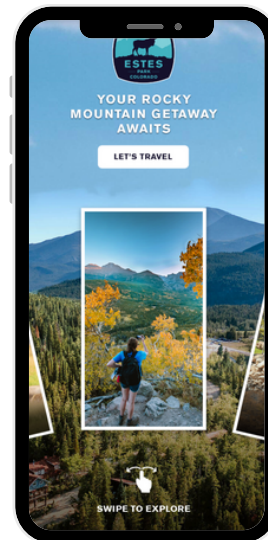 ESTES
PARK
COLORADO
YOUR ROCKY
MOUNTAIN GETAWAY
AWAITS
LET'S TRAVEL
SWIPE TO EXPLORE